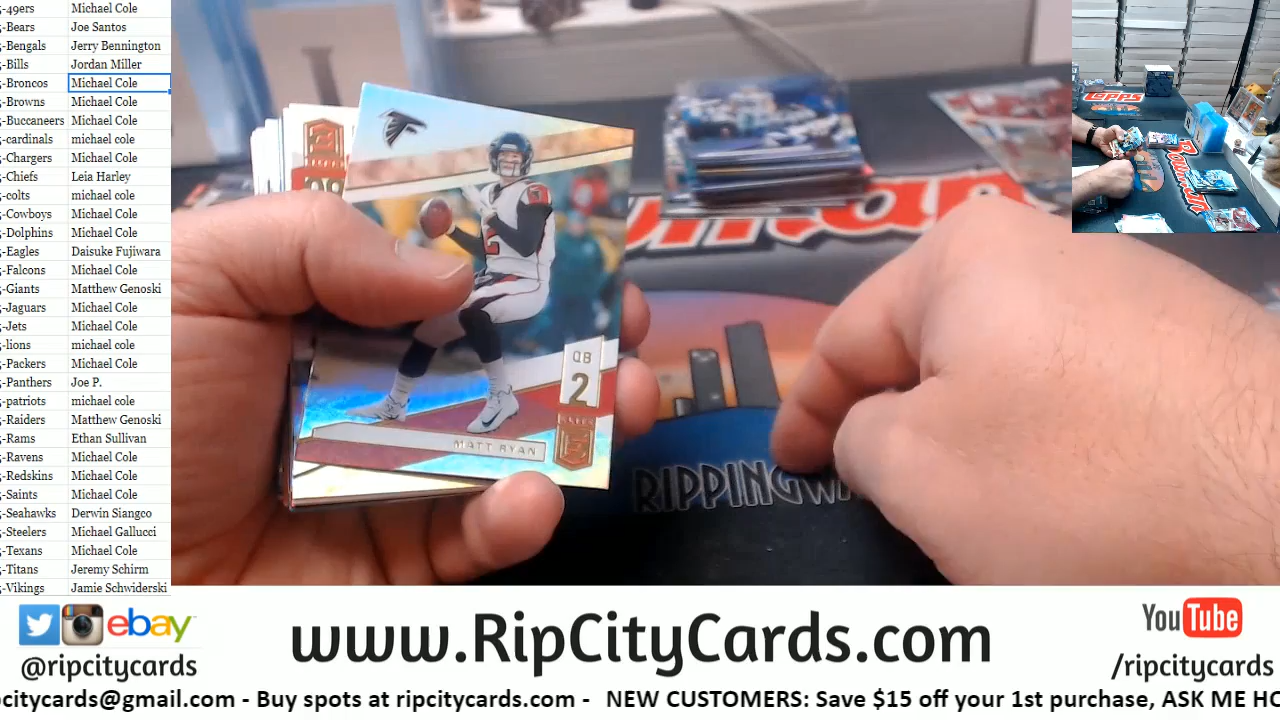 -49ers Michael Cole
-Bears Joe Santos
-Bengals Jerry Bennington
-Bills Jordan Miller
-Broncos Michael Cole
-Browns Michael Cole
-Buccaneers Michael Cole
-cardinals michael cole
-Chargers Michael Cole
-Chiefs Leia Harley
-colts michael cole
-Cowboys Michael Cole
-Dolphins Michael Cole
-Eagles Daisuke Fujiwara
-Falcons Michael Cole
-Giants Matthew Genoski
-Jaguars Michael Cole
-Jets Michael Cole
-lions michael cole
-Packers Michael Cole
-Panthers Joe P.
-patriots michael cole
-Raiders Matthew Genoski
-Rams Ethan Sullivan
-Ravens Michael Cole
-Redskins Michael Cole
-Saints Michael Cole
-Seahawks Derwin Siangco
-Steelers Michael Gallucci
-Texans Michael Cole
-Titans Jeremy Schirm
-Vikings Jamie Schwiderski
TOPPS
2
QB
2
MATT RYAN
RIPPING
ebay
@ripcitycards
www.RipCityCards.com
YouTube
/ripcitycards
citycards@gmail.com - Buy spots at ripcitycards.com - NEW CUSTOMERS: Save $15 off your 1st purchase, ASK ME HO